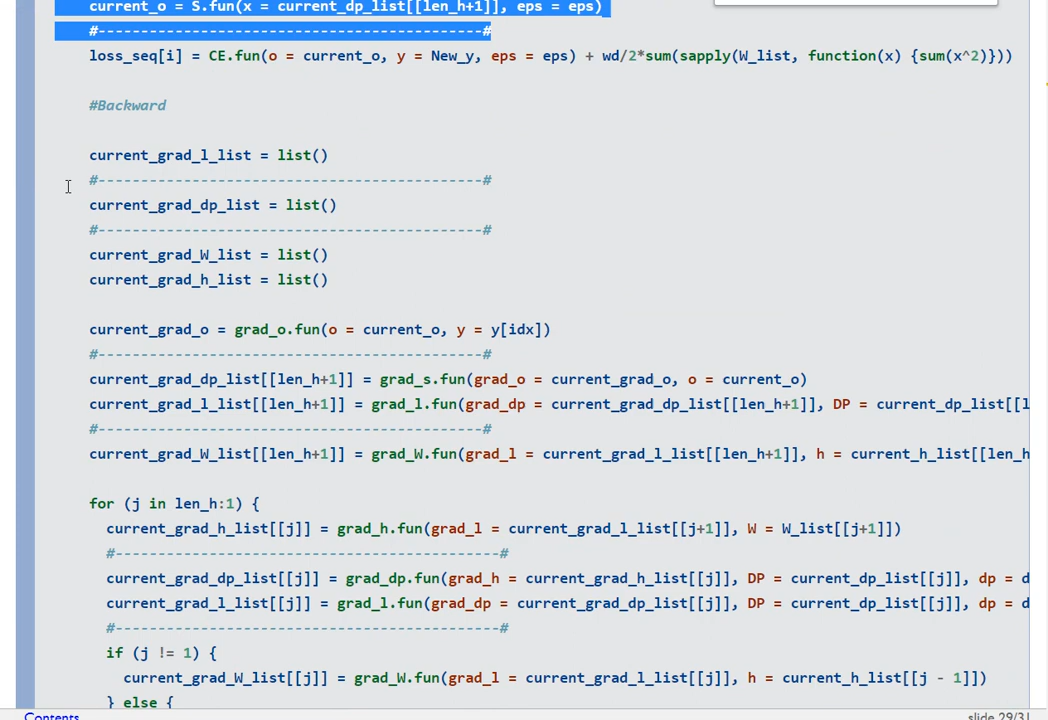 current_o = S.fun(x = current_dp_list[[len_h+1]], eps = eps)
#---------------------------------------------#
loss_seq[i] = CE.fun(o = current_o, y = New_y, eps = eps) + wd/2*sum(sapply(W_list, function(x) {sum(x^2)}))
#Backward
current_grad_l_list = list()
#---------------------------------------------#
current_grad_dp_list = list()
#---------------------------------------------#
current_grad_W_list = list()
current_grad_h_list = list()
current_grad_o = grad_o.fun(o = current_o, y = y[idx])
#---------------------------------------------#
current_grad_dp_list[[len_h+1]] = grad_s.fun(grad_o = current_grad_o, o = current_o)
current_grad_l_list[[len_h+1]] = grad_l.fun(grad_dp = current_grad_dp_list[[len_h+1]], DP = current_dp_list[[l
#---------------------------------------------#
current_grad_W_list[[len_h+1]] = grad_W.fun(grad_l = current_grad_l_list[[len_h+1]], h = current_h_list[[len_h
for (j in len_h:1) {
current_grad_h_list[[j]] = grad_h.fun(grad_l = current_grad_l_list[[j+1]], W = W_list[[j+1]])
#---------------------------------------------#
current_grad_dp_list[[j]] = grad_dp.fun(grad_h = current_grad_h_list[[j]], DP = current_dp_list[[j]], dp = d
current_grad_l_list[[j]] = grad_l.fun(grad_dp = current_grad_dp_list[[j]], DP = current_dp_list[[j]], dp = d
#---------------------------------------------#
if (j != 1) {
current_grad_W_list[[j]] = grad_W.fun(grad_l = current_grad_l_list[[j]], h = current_h_list[[j - 1]])
} else {
Contents
slide 29/31